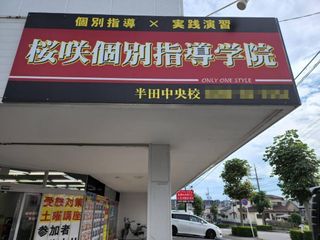 個別指導 × 実践演習
桜咲個別指導学院
ONLY ONE STYLE
半田中央校
受験対策
土曜講座
参加者